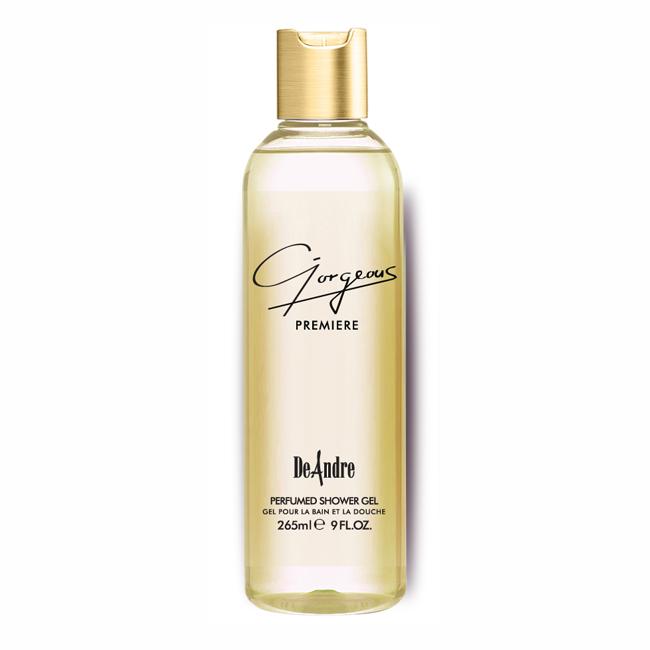 Gorgeous
PREMIERE
DeAndre
PERFUMED SHOWER GEL
GEL POUR LA BAIN ET LA DOUCHE
265ml ℮ 9 FL.OZ.